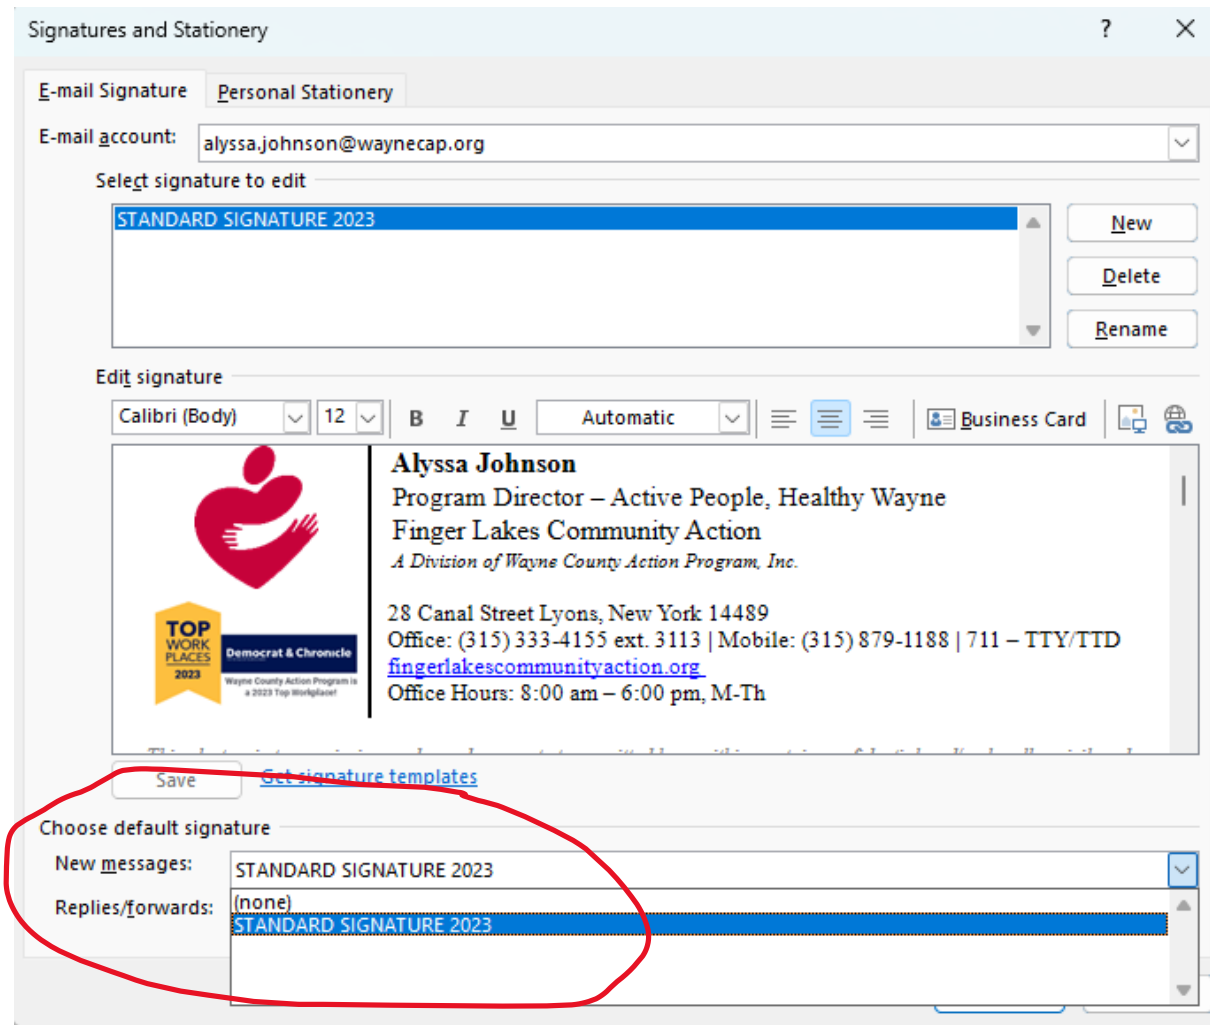 Signatures and Stationery ?
E-mail Signature Personal Stationery
E-mail account: alyssa.johnson@waynecap.org
Select signature to edit
STANDARD SIGNATURE 2023
New
Delete
Rename
Edit signature
Calibri (Body) 12 B I U Automatic Business Card
Alyssa Johnson
Program Director – Active People, Healthy Wayne
Finger Lakes Community Action
A Division of Wayne County Action Program, Inc.
TOP
WORK
PLACES
2023
Democrat & Chronicle
Wayne County Action Program is
a 2023 Top Workplace!
28 Canal Street Lyons, New York 14489
Office: (315) 333-4155 ext. 3113 | Mobile: (315) 879-1188 | 711 – TTY/TTD
fingerlakescommunityaction.org
Office Hours: 8:00 am – 6:00 pm, M-Th
Save Get signature templates
Choose default signature
New messages: STANDARD SIGNATURE 2023
Replies/forwards: (none)
STANDARD SIGNATURE 2023